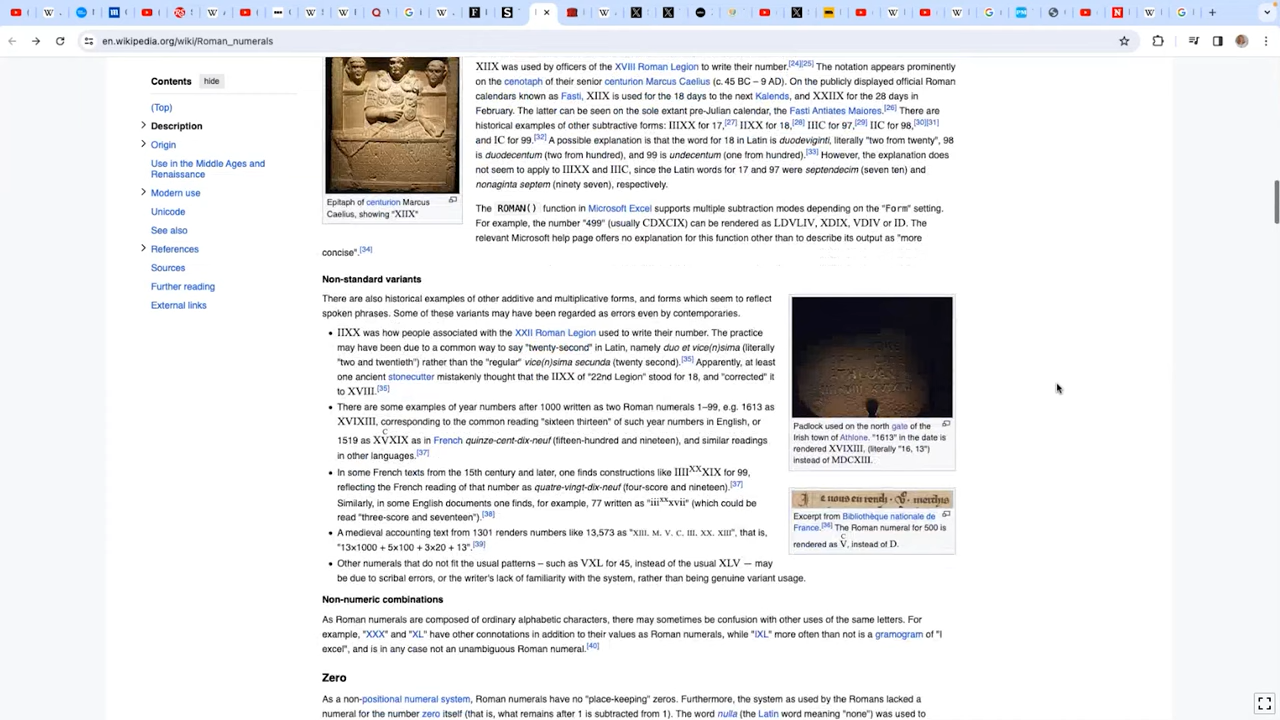 en.wikipedia.org/wiki/Roman_numerals
Contents hide
(Top)
Description
Origin
Use in the Middle Ages and
Renaissance
Modern use
Unicode
See also
References
Sources
Further reading
External links
XIIX was used by officers of the XVIII Roman Legion to write their number.[24][25] The notation appears prominently
on the cenotaph of their senior centurion Marcus Caelius (c. 45 BC – 9 AD). On the publicly displayed official Roman
calendars known as Fasti, XIIX is used for the 18 days to the next Kalends, and XXIIX for the 28 days in
February. The latter can be seen on the sole extant pre-Julian calendar, the Fasti Antiates Maiores.[26] There are
historical examples of other subtractive forms: IIIXX for 17,[27] IIXX for 18,[28] IIIC for 97,[29] IIC for 98,[30][31]
and IC for 99.[32] A possible explanation is that the word for 18 in Latin is duodeviginti, literally "two from twenty", 98
is duodecentum (two from hundred), and 99 is undecentum (one from hundred).[33] However, the explanation does
not seem to apply to IIIXX and IIIC, since the Latin words for 17 and 97 were septendecim (seven ten) and
nonaginta septem (ninety seven), respectively.
Epitaph of centurion Marcus
Caelius, showing "XIIX"
The ROMAN() function in Microsoft Excel supports multiple subtraction modes depending on the "Form" setting.
For example, the number "499" (usually CDXCIX) can be rendered as LDVLIV, XDIX, VDIV or ID. The
relevant Microsoft help page offers no explanation for this function other than to describe its output as "more
concise".[34]
Non-standard variants
There are also historical examples of other additive and multiplicative forms, and forms which seem to reflect
spoken phrases. Some of these variants may have been regarded as errors even by contemporaries.
• IIXX was how people associated with the XXII Roman Legion used to write their number. The practice
may have been due to a common way to say "twenty-second" in Latin, namely duo et vice(n)sima (literally
"two and twentieth") rather than the "regular" vice(n)sima secunda (twenty second).[35] Apparently, at least
one ancient stonecutter mistakenly thought that the IIXX of "22nd Legion" stood for 18, and "corrected" it
to XVIII.[35]
• There are some examples of year numbers after 1000 written as two Roman numerals 1–99, e.g. 1613 as
XVIXIII, corresponding to the common reading "sixteen thirteen" of such year numbers in English, or
C
1519 as XVXIX as in French quinze-cent-dix-neuf (fifteen-hundred and nineteen), and similar readings
in other languages.[37]
• In some French texts from the 15th century and later, one finds constructions like IIIIXXXIX for 99,
reflecting the French reading of that number as quatre-vingt-dix-neuf (four-score and nineteen).[37]
Similarly, in some English documents one finds, for example, 77 written as "iiixxxvii" (which could be
read "three-score and seventeen").[38]
• A medieval accounting text from 1301 renders numbers like 13,573 as "XIII. M. V. C. III. XX. XIII", that is,
"13×1000 + 5×100 + 3×20 + 13".[39]
• Other numerals that do not fit the usual patterns – such as VXL for 45, instead of the usual XLV — may
be due to scribal errors, or the writer's lack of familiarity with the system, rather than being genuine variant usage.
Padlock used on the north gate of the
Irish town of Athlone. "1613" in the date is
rendered XVIXIII, (literally "16, 13")
instead of MDCXIII.
Excerpt from Bibliothèque nationale de
France.[36] The Roman numeral for 500 is
C
rendered as V, instead of D.
Non-numeric combinations
As Roman numerals are composed of ordinary alphabetic characters, there may sometimes be confusion with other uses of the same letters. For
example, "XXX" and "XL" have other connotations in addition to their values as Roman numerals, while "IXL" more often than not is a gramogram of "I
excel", and is in any case not an unambiguous Roman numeral.[40]
Zero
As a non-positional numeral system, Roman numerals have no "place-keeping" zeros. Furthermore, the system as used by the Romans lacked a
numeral for the number zero itself (that is, what remains after 1 is subtracted from 1). The word nulla (the Latin word meaning "none") was used to